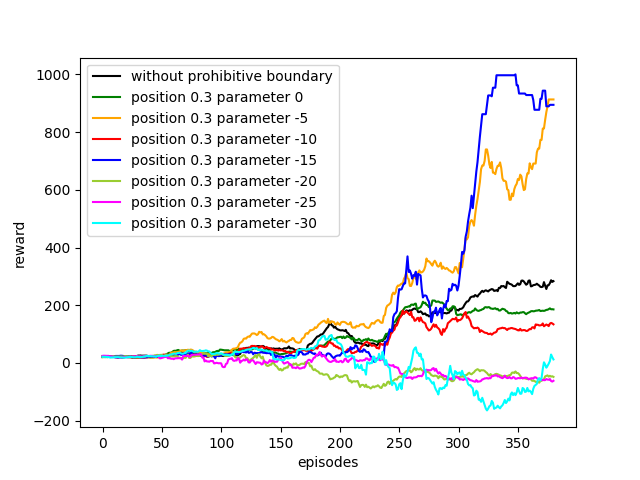 without prohibitive boundary
position 0.3 parameter 0
position 0.3 parameter -5
position 0.3 parameter -10
position 0.3 parameter -15
position 0.3 parameter -20
position 0.3 parameter -25
position 0.3 parameter -30
1000
800
600
400
200
0
−200
reward
0 50 100 150 200 250 300 350
episodes